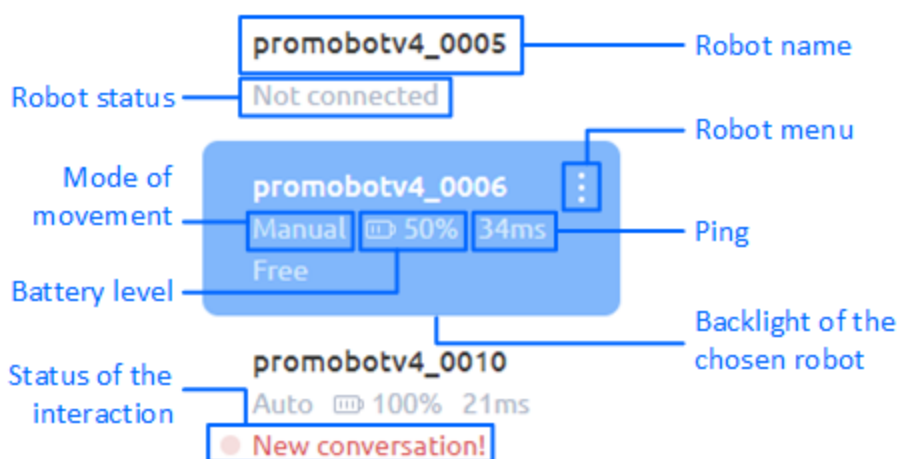 promobotv4_0005
Robot name
Robot status
Not connected
Robot menu
Mode of
movement
promobotv4_0006
Manual 50% 34ms
Ping
Free
Battery level
Backlight of the
chosen robot
promobotv4_0010
Status of the
interaction
Auto 100% 21ms
New conversation!